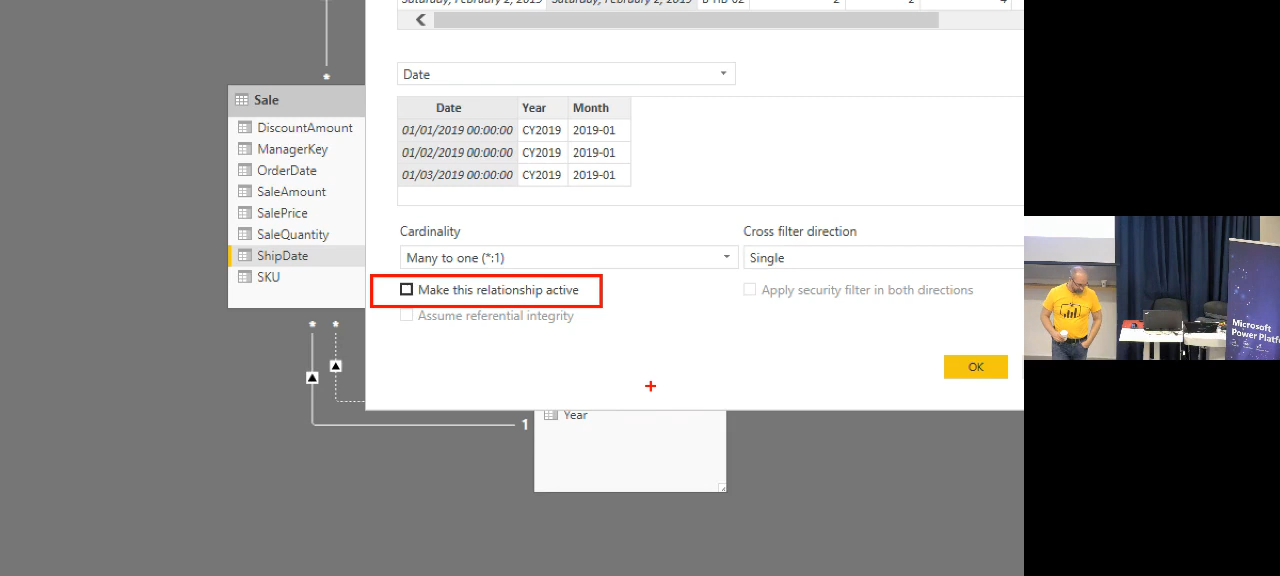 Saturday, February 2, 2019 Saturday, February 2, 2019 2 2 4
Date
Date Year Month
01/01/2019 00:00:00 CY2019 2019-01
01/02/2019 00:00:00 CY2019 2019-01
01/03/2019 00:00:00 CY2019 2019-01
Sale
DiscountAmount
ManagerKey
OrderDate
SaleAmount
SalePrice
SaleQuantity
ShipDate
SKU
Cardinality
Cross filter direction
Many to one (*:1)
Single
Make this relationship active
Apply security filter in both directions
Assume referential integrity
OK
Year
1
*
* *
Microsoft
Power Platf